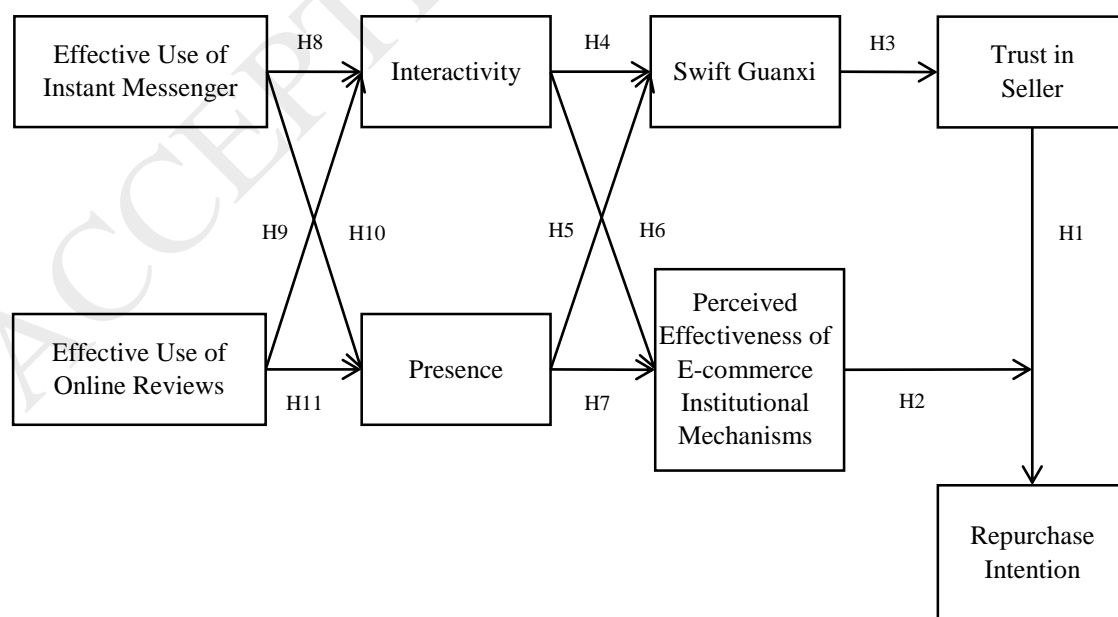 Effective Use of
Instant Messenger
H8
Interactivity
H4
Swift Guanxi
H3
Trust in
Seller
H9
H10
H5
H6
H1
Effective Use of
Online Reviews
H11
Presence
H7
Perceived
Effectiveness of
E-commerce
Institutional
Mechanisms
H2
Repurchase
Intention
ACCEPT